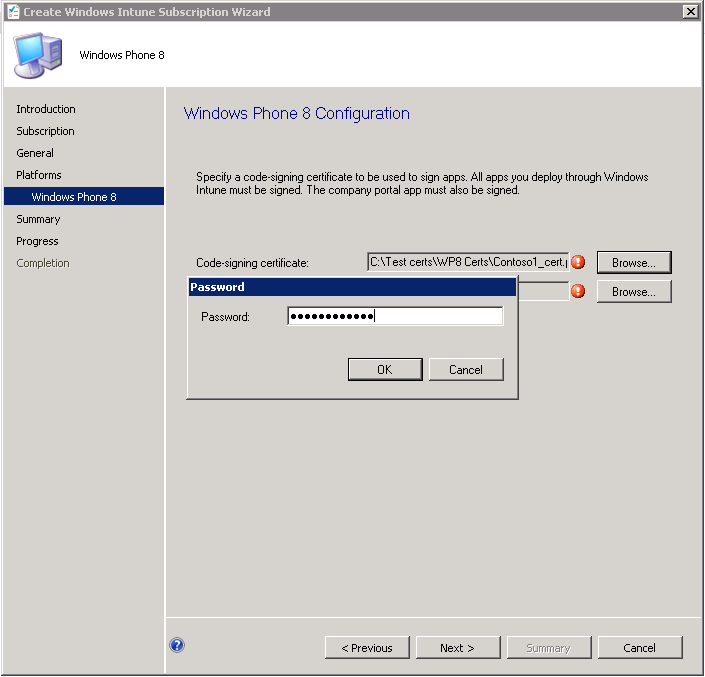 Create Windows Intune Subscription Wizard
Windows Phone 8
Introduction
Subscription
General
Platforms
Windows Phone 8
Summary
Progress
Completion
Windows Phone 8 Configuration
Specify a code-signing certificate to be used to sign apps. All apps you deploy through Windows
Intune must be signed. The company portal app must also be signed.
Code-signing certificate:
C:\Test certs\WP8 Certs\Contoso1_cert.p
Browse...
Browse...
Password
Password:
●●●●●●●●●●●●
OK
Cancel
< Previous
Next >
Summary
Cancel